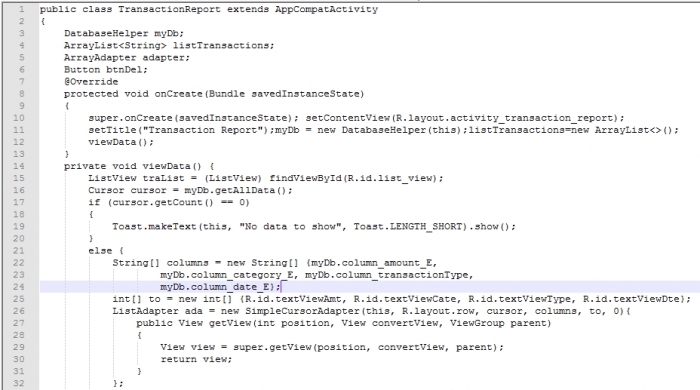 1 public class TransactionReport extends AppCompatActivity
2 {
3 DatabaseHelper myDb;
4 ArrayList<String> listTransactions;
5 ArrayAdapter adapter;
6 Button btnDel;
7 @Override
8 protected void onCreate(Bundle savedInstanceState)
9 {
10 super.onCreate(savedInstanceState); setContentView(R.layout.activity_transaction_report);
11 setTitle("Transaction Report");myDb = new DatabaseHelper(this);listTransactions=new ArrayList<>();
12 viewData();
13 }
14 private void viewData() {
15 ListView traList = (ListView) findViewById(R.id.list_view);
16 Cursor cursor = myDb.getAllData();
17 if (cursor.getCount() == 0)
18 {
19 Toast.makeText(this, "No data to show", Toast.LENGTH_SHORT).show();
20 }
21 else {
22 String[] columns = new String[] {myDb.column_amount_E,
23 myDb.column_category_E, myDb.column_transactionType,
24 myDb.column_date_E};
25 int[] to = new int[] {R.id.textViewAmt, R.id.textViewCate, R.id.textViewType, R.id.textViewDte};
26 ListAdapter ada = new SimpleCursorAdapter(this, R.layout.row, cursor, columns, to, 0){
27 public View getView(int position, View convertView, ViewGroup parent)
28 {
29 View view = super.getView(position, convertView, parent);
30 return view;
31 }
32 };